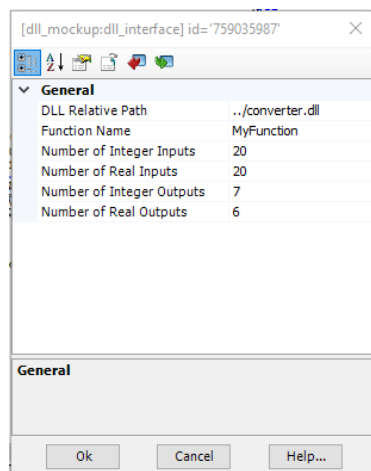 [dll_mockup:dll_interface] id='759035987'
General
DLL Relative Path ../converter.dll
Function Name MyFunction
Number of Integer Inputs 20
Number of Real Inputs 20
Number of Integer Outputs 7
Number of Real Outputs 6
General
Ok Cancel Help...